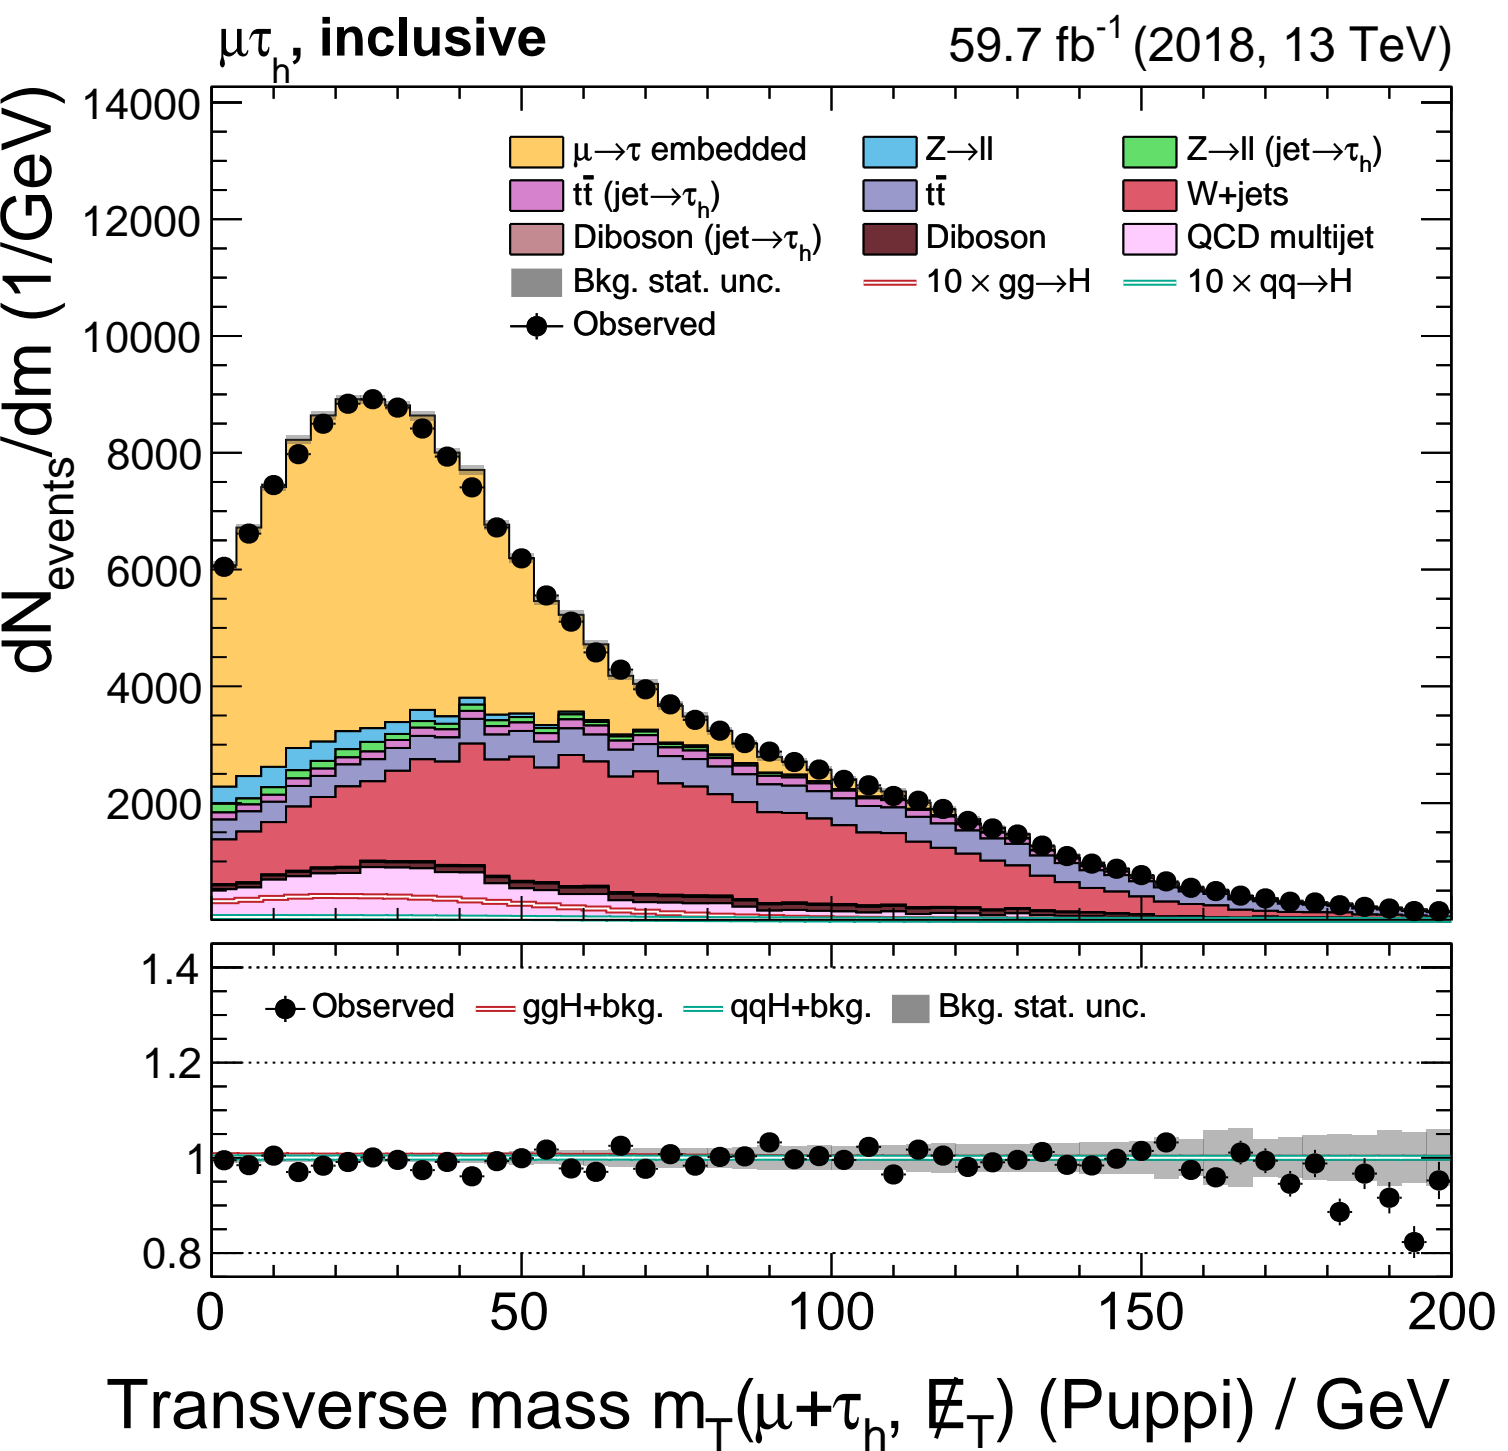 μτh, inclusive
59.7 fb-1 (2018, 13 TeV)
dNevents/dm (1/GeV)
14000
12000
10000
8000
6000
4000
2000
μ→τ embedded
Z→ll
Z→ll (jet→τh)
tt̄ (jet→τh)
tt̄
W+jets
Diboson (jet→τh)
Diboson
QCD multijet
Bkg. stat. unc.
10 × gg→H
10 × qq→H
Observed
1.4
1.2
1
0.8
Observed
ggH+bkg.
qqH+bkg.
Bkg. stat. unc.
0 50 100 150 200
Transverse mass mT(μ+τh, E̸T) (Puppi) / GeV